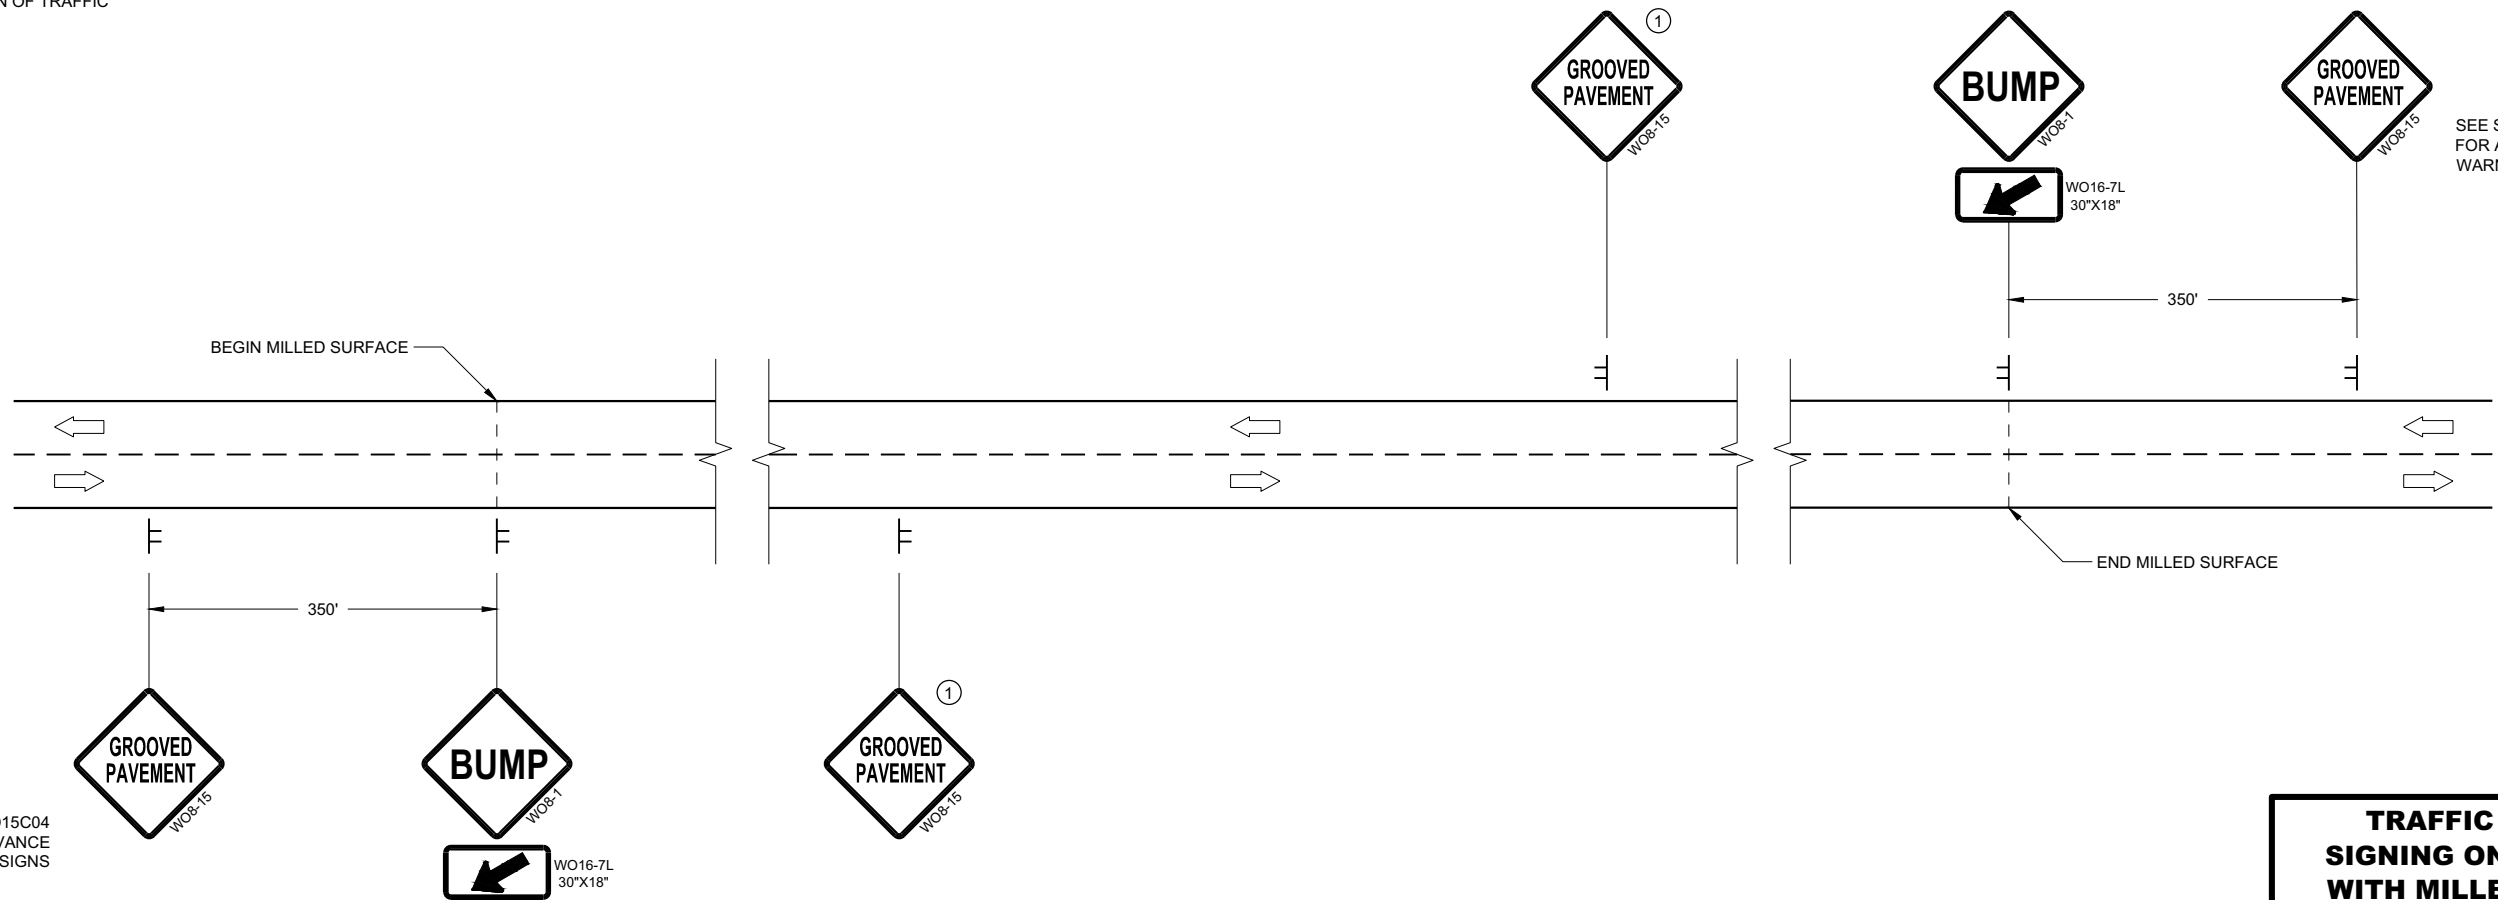 N OF TRAFFIC
1
GROOVED
PAVEMENT
WO8-15
BUMP
WO8-1
WO16-7L
30"X18"
GROOVED
PAVEMENT
WO8-15
SEE S
FOR A
WARN
350'
BEGIN MILLED SURFACE
END MILLED SURFACE
350'
GROOVED
PAVEMENT
WO8-15
BUMP
WO8-1
WO16-7L
30"X18"
1
GROOVED
PAVEMENT
WO8-15
15C04
VANCE
SIGNS
TRAFFIC
SIGNING ON
WITH MILLE